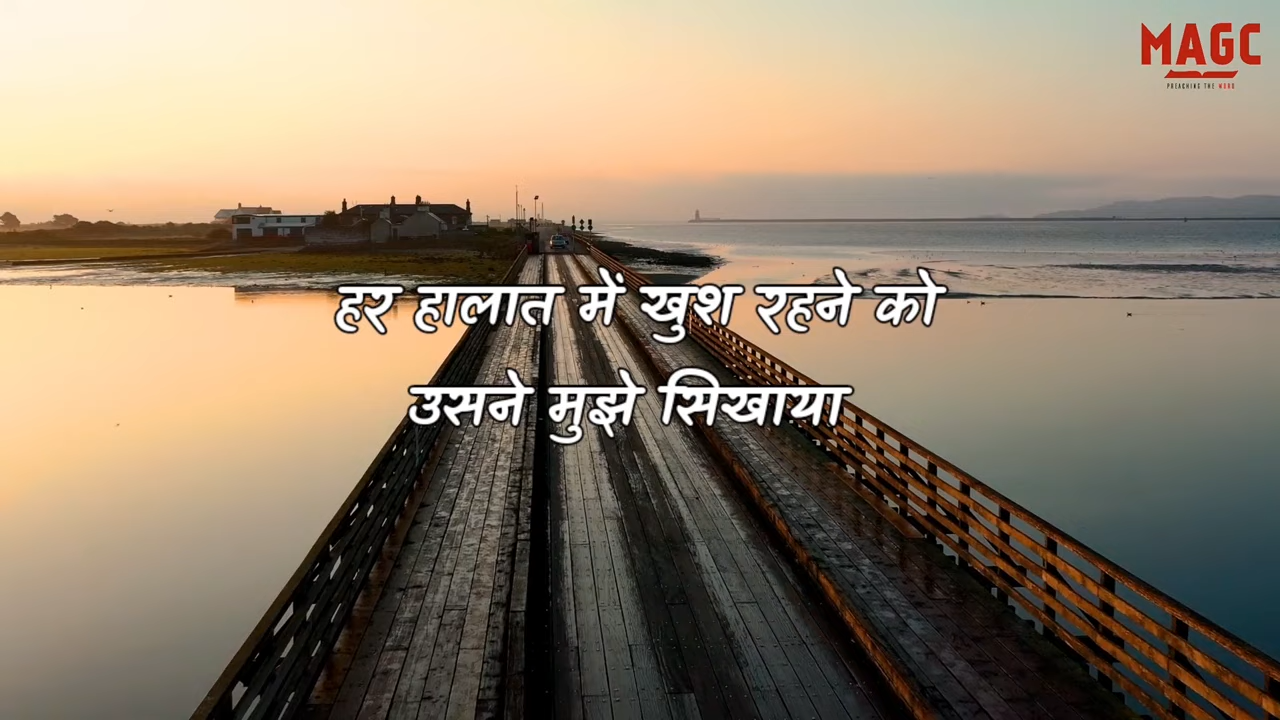 MAGC
PREACHING THE WORD
हर हालात में खुश रहने को
उसने मुझे सिखाया